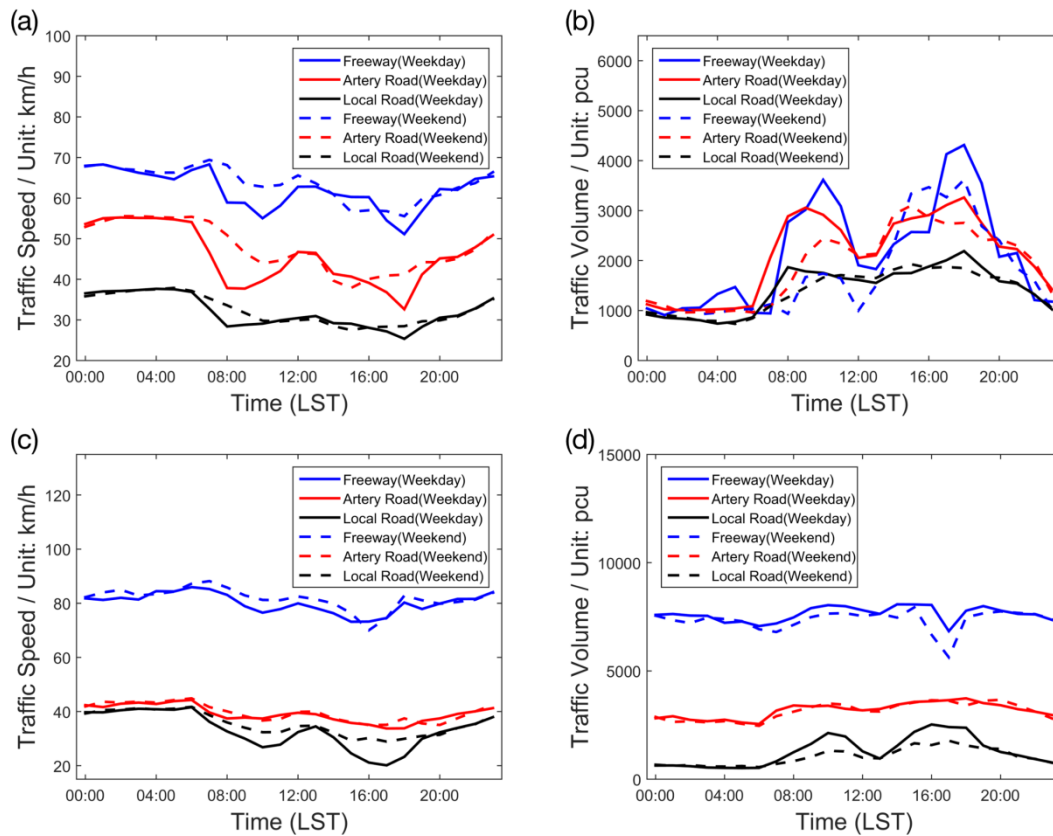 (a)
100
90
80
70
60
50
40
30
20
Traffic Speed / Unit: km/h
Freeway(Weekday)
Artery Road(Weekday)
Local Road(Weekday)
Freeway(Weekend)
Artery Road(Weekend)
Local Road(Weekend)
00:00 04:00 08:00 12:00 16:00 20:00
Time (LST)
(b)
6000
5000
4000
3000
2000
1000
0
Traffic Volume / Unit: pcu
Freeway(Weekday)
Artery Road(Weekday)
Local Road(Weekday)
Freeway(Weekend)
Artery Road(Weekend)
Local Road(Weekend)
00:00 04:00 08:00 12:00 16:00 20:00
Time (LST)
(c)
120
100
80
60
40
20
Traffic Speed / Unit: km/h
Freeway(Weekday)
Artery Road(Weekday)
Local Road(Weekday)
Freeway(Weekend)
Artery Road(Weekend)
Local Road(Weekend)
00:00 04:00 08:00 12:00 16:00 20:00
Time (LST)
(d)
15000
10000
5000
0
Traffic Volume / Unit: pcu
Freeway(Weekday)
Artery Road(Weekday)
Local Road(Weekday)
Freeway(Weekend)
Artery Road(Weekend)
Local Road(Weekend)
00:00 04:00 08:00 12:00 16:00 20:00
Time (LST)